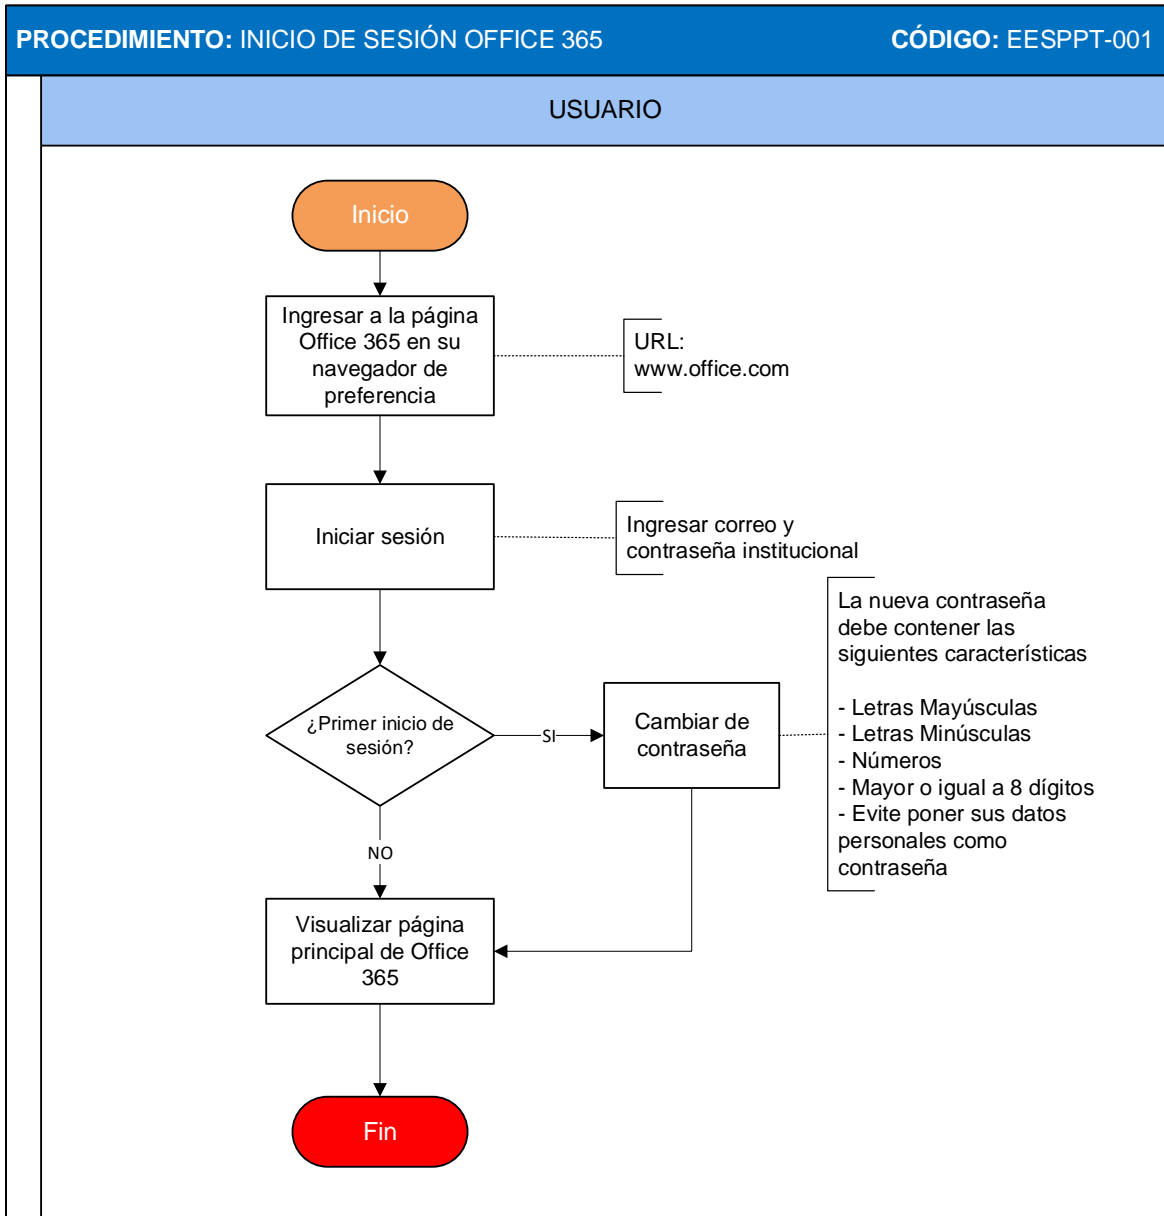 PROCEDIMIENTO: INICIO DE SESIÓN OFFICE 365 CÓDIGO: EESPPT-001
USUARIO
Inicio
Ingresar a la página
Office 365 en su
navegador de
preferencia
URL:
www.office.com
Iniciar sesión
Ingresar correo y
contraseña institucional
¿Primer inicio de
sesión?
SI
Cambiar de
contraseña
La nueva contraseña
debe contener las
siguientes características
- Letras Mayúsculas
- Letras Minúsculas
- Números
- Mayor o igual a 8 dígitos
- Evite poner sus datos
personales como
contraseña
NO
Visualizar página
principal de Office
365
Fin